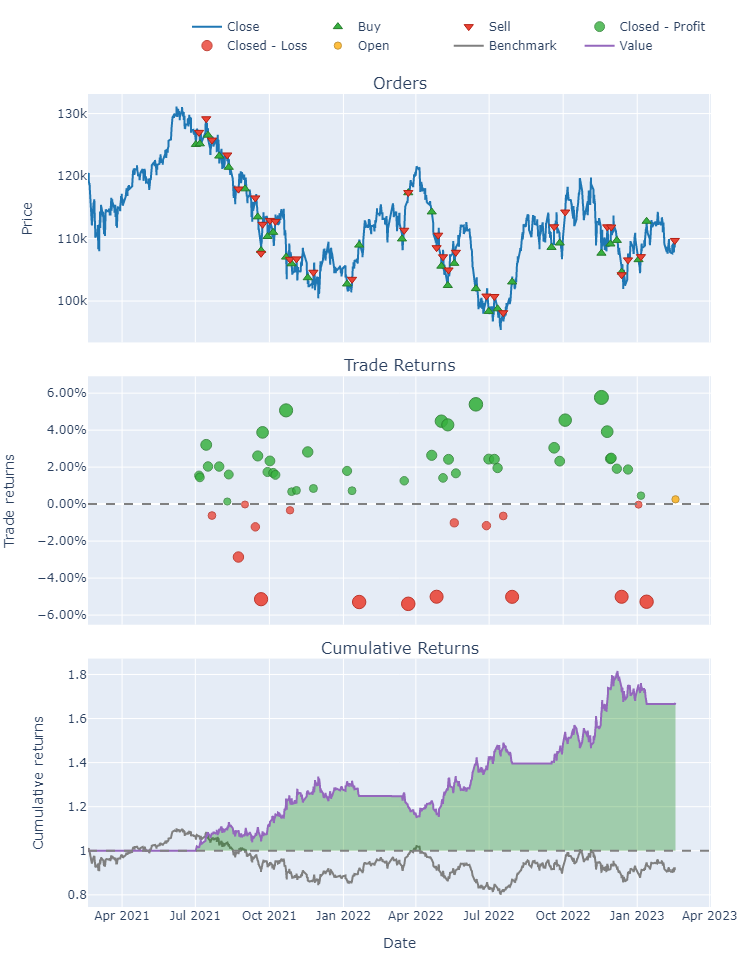 Close Buy Sell Closed - Profit
Closed - Loss Open Benchmark Value
Orders
130k
120k
110k
100k
Price
Trade Returns
6.00%
4.00%
2.00%
0.00%
−2.00%
−4.00%
−6.00%
Trade returns
Cumulative Returns
1.8
1.6
1.4
1.2
1
0.8
Cumulative returns
Apr 2021 Jul 2021 Oct 2021 Jan 2022 Apr 2022 Jul 2022 Oct 2022 Jan 2023 Apr 2023
Date